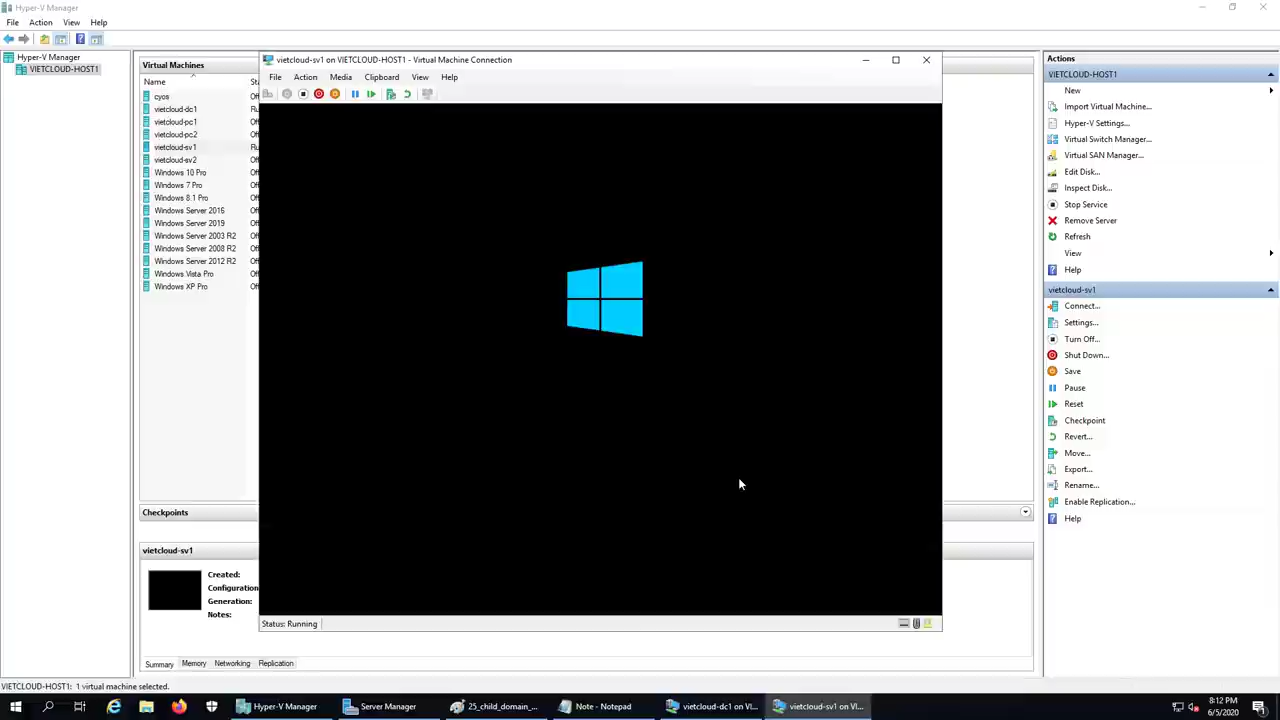 Hyper-V Manager
File Action View Help
Hyper-V Manager
VIETCLOUD-HOST1
Virtual Machines
Name
cyos
vietcloud-dc1
vietcloud-pc1
vietcloud-pc2
vietcloud-sv1
vietcloud-sv2
Windows 10 Pro
Windows 7 Pro
Windows 8.1 Pro
Windows Server 2016
Windows Server 2019
Windows Server 2003 R2
Windows Server 2008 R2
Windows Server 2012 R2
Windows Vista Pro
Windows XP Pro
Checkpoints
vietcloud-sv1
Created:
Configuration
Generation:
Notes:
Summary Memory Networking Replication
VIETCLOUD-HOST1: 1 virtual machine selected.
vietcloud-sv1 on VIETCLOUD-HOST1 - Virtual Machine Connection
File Action Media Clipboard View Help
Status: Running
Actions
VIETCLOUD-HOST1
New
Import Virtual Machine...
Hyper-V Settings...
Virtual Switch Manager...
Virtual SAN Manager...
Edit Disk...
Inspect Disk...
Stop Service
Remove Server
Refresh
View
Help
vietcloud-sv1
Connect...
Settings...
Turn Off...
Shut Down...
Save
Pause
Reset
Checkpoint
Revert...
Move...
Export...
Rename...
Enable Replication...
Help
Hyper-V Manager
Server Manager
25_child_domain_...
Note - Notepad
vietcloud-dc1 on VI...
vietcloud-sv1 on VI...
8:12 PM
6/5/2020